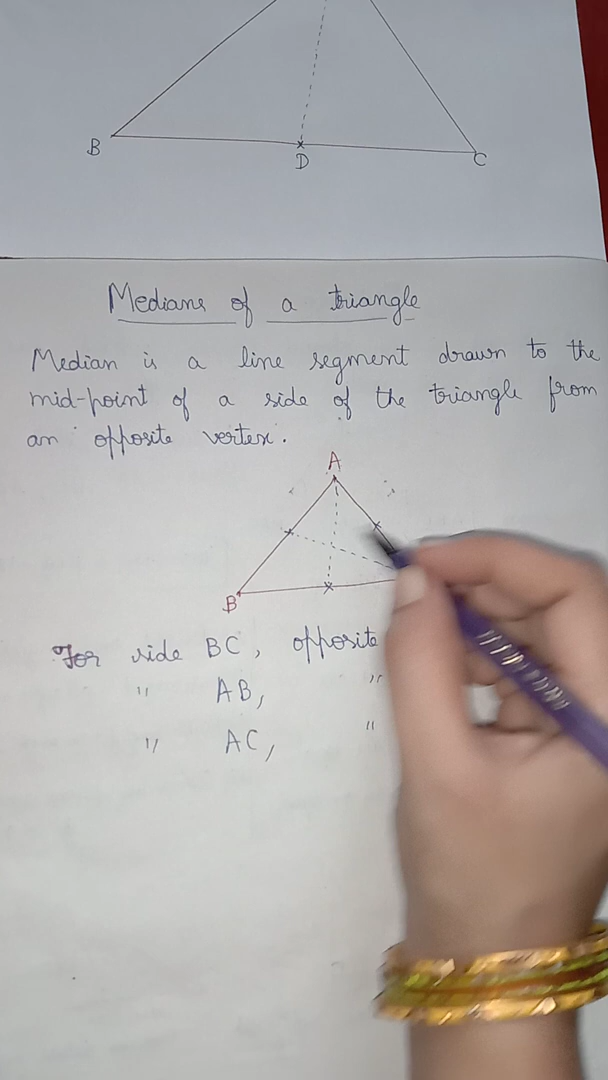 B
D
C
Medians of a triangle
Median is a line segment drawn to the
mid-point of a side of the triangle from
an opposite vertex.
A
B
For side BC, opposite
" AB, "
" AC, "